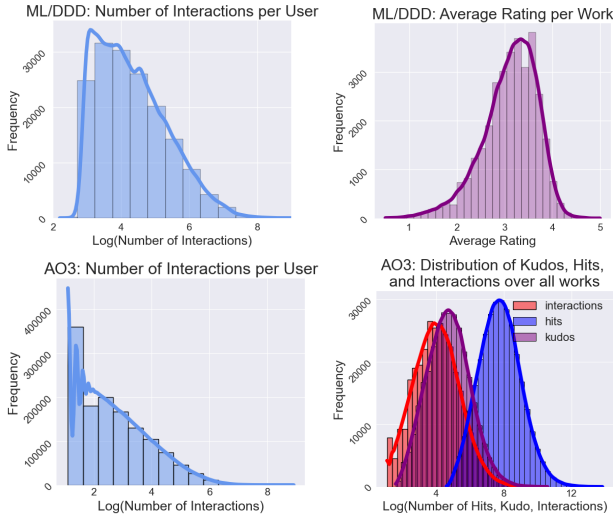 ML/DDD: Number of Interactions per User
Frequency
30000
20000
10000
0
2 4 6 8
Log(Number of Interactions)
ML/DDD: Average Rating per Work
Frequency
3000
2000
1000
0
1 2 3 4 5
Average Rating
AO3: Number of Interactions per User
Frequency
400000
300000
200000
100000
0
2 4 6 8
Log(Number of Interactions)
AO3: Distribution of Kudos, Hits,
and Interactions over all works
interactions
hits
kudos
Frequency
30000
20000
10000
0
4 8 12
Log(Number of Hits, Kudo, Interactions)